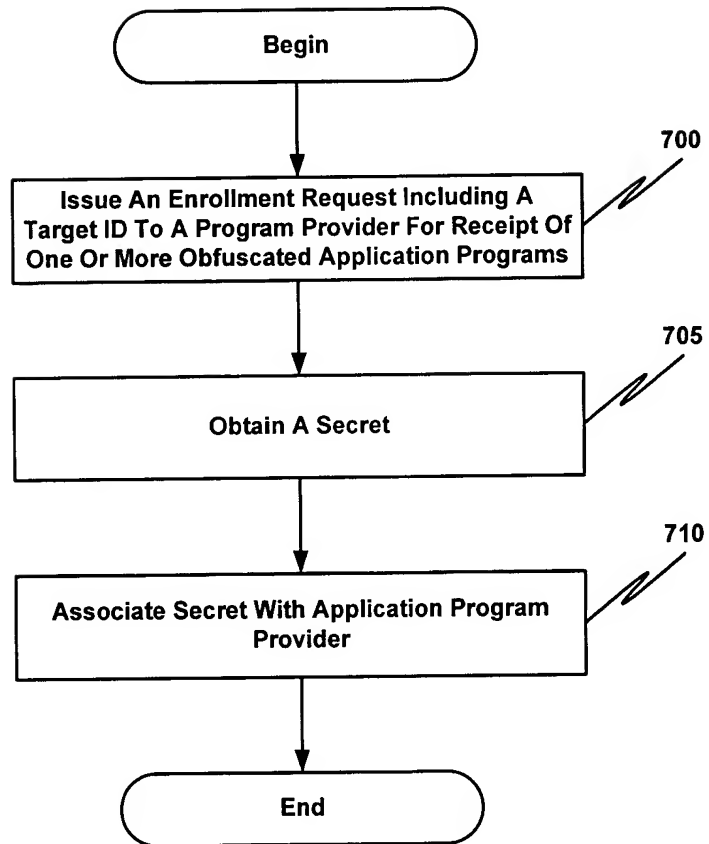 Begin
700
Issue An Enrollment Request Including A
Target ID To A Program Provider For Receipt Of
One Or More Obfuscated Application Programs
705
Obtain A Secret
710
Associate Secret With Application Program
Provider
End